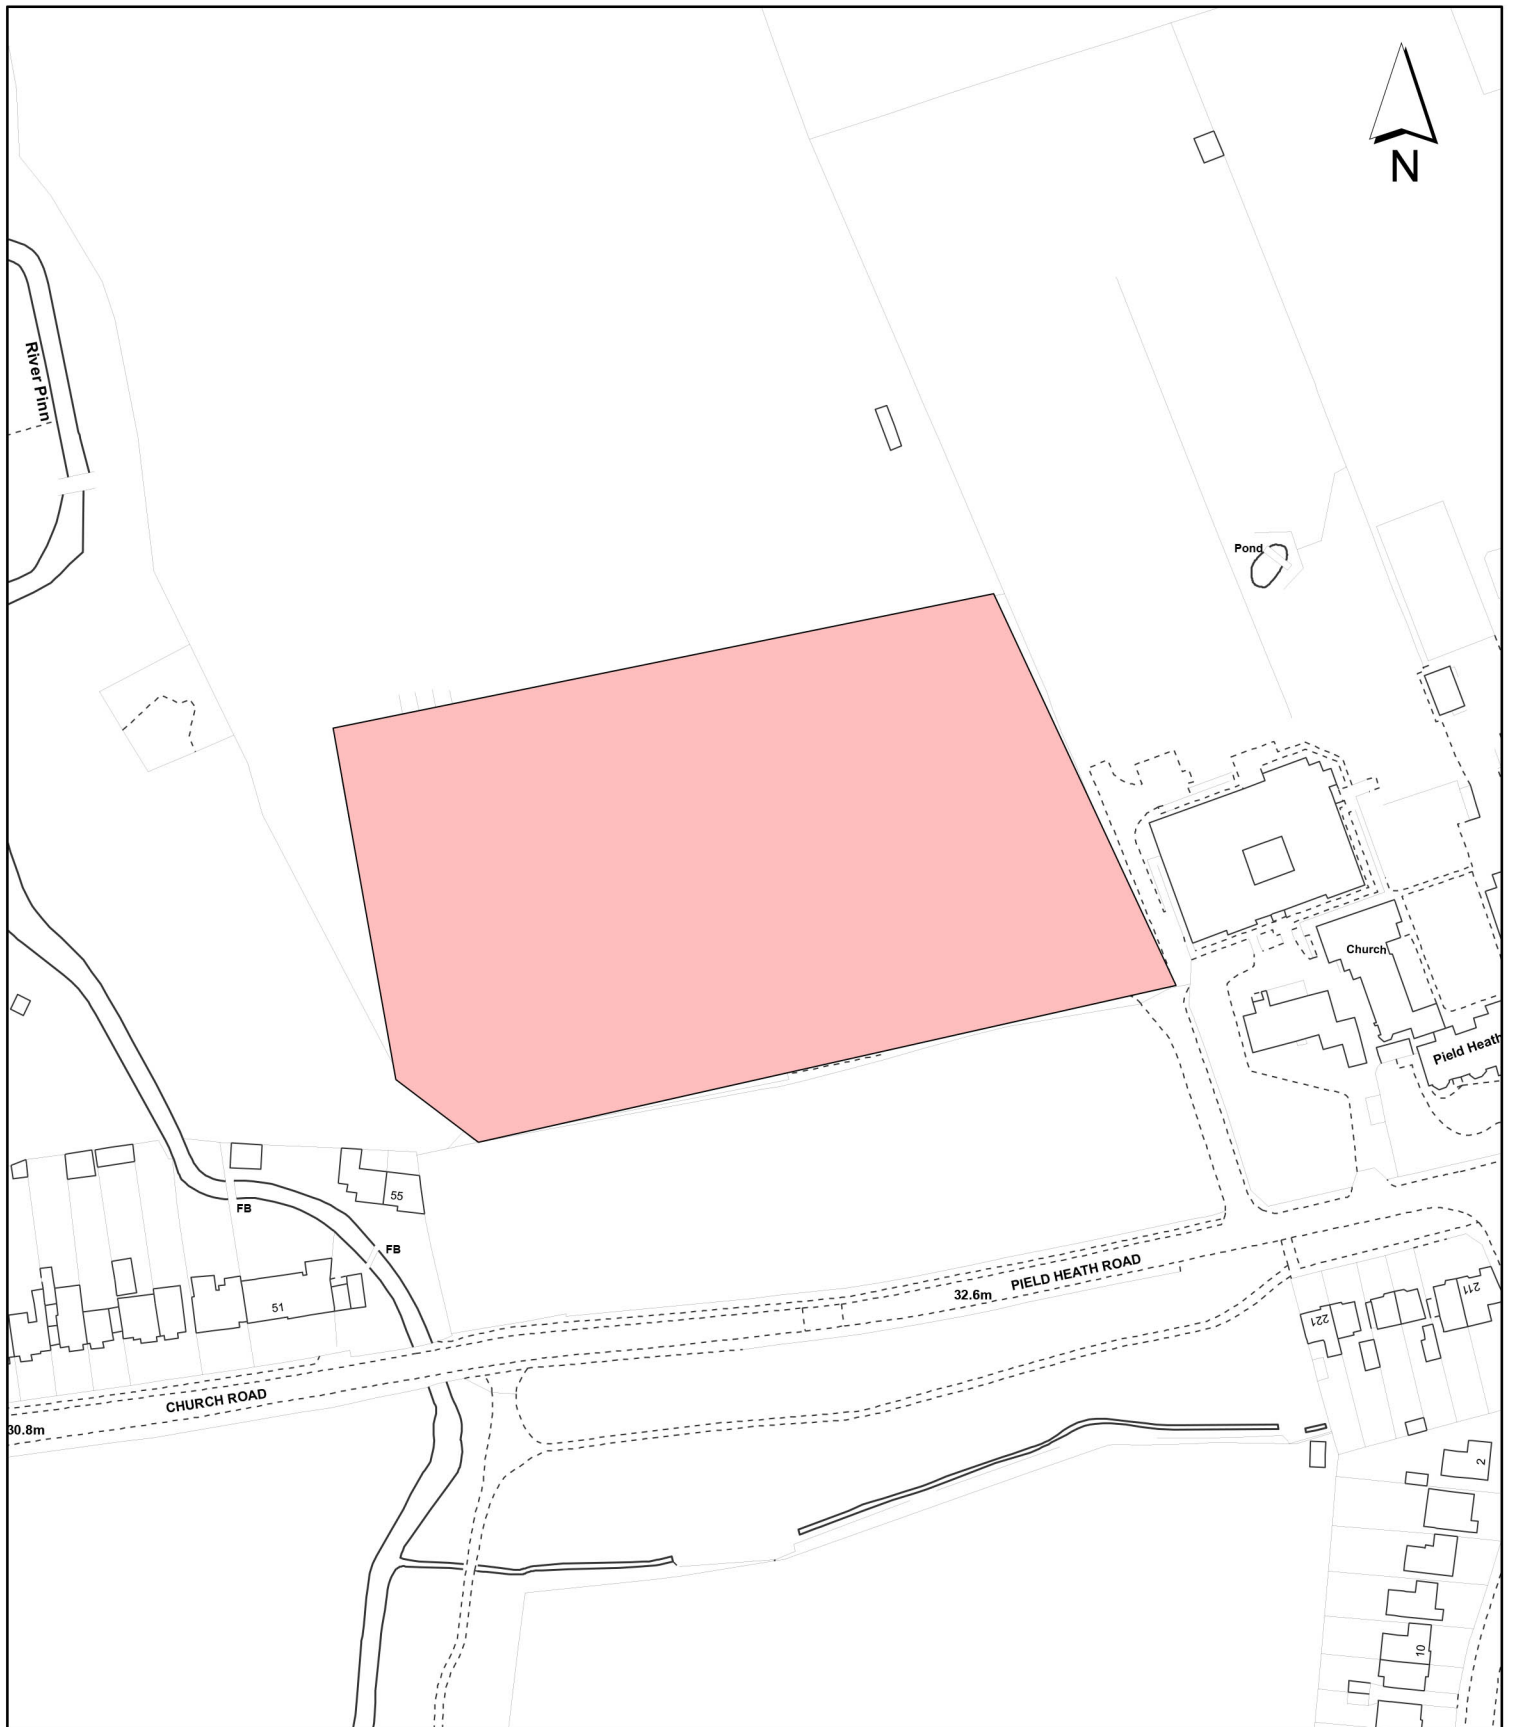 N
River Pinn
Pond
Church
Pield Heath
55
FB
FB
51
PIELD HEATH ROAD
32.6m
221
211
CHURCH ROAD
30.8m
2
10